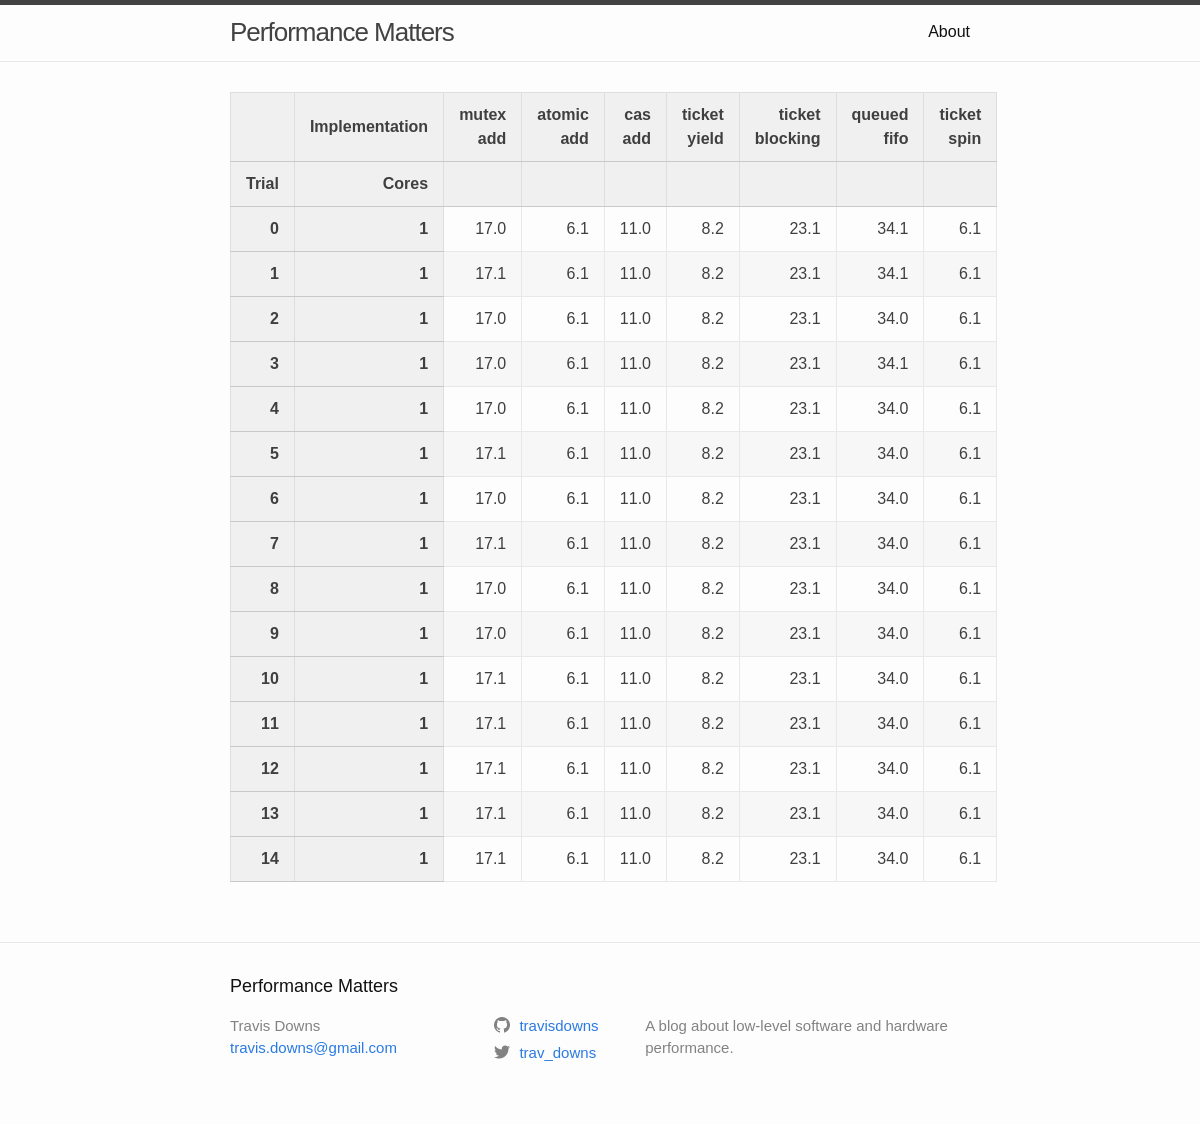 Performance Matters About
Implementation mutex add atomic add cas add ticket yield ticket blocking queued fifo ticket spin
Trial Cores
0 1 17.0 6.1 11.0 8.2 23.1 34.1 6.1
1 1 17.1 6.1 11.0 8.2 23.1 34.1 6.1
2 1 17.0 6.1 11.0 8.2 23.1 34.0 6.1
3 1 17.0 6.1 11.0 8.2 23.1 34.1 6.1
4 1 17.0 6.1 11.0 8.2 23.1 34.0 6.1
5 1 17.1 6.1 11.0 8.2 23.1 34.0 6.1
6 1 17.0 6.1 11.0 8.2 23.1 34.0 6.1
7 1 17.1 6.1 11.0 8.2 23.1 34.0 6.1
8 1 17.0 6.1 11.0 8.2 23.1 34.0 6.1
9 1 17.0 6.1 11.0 8.2 23.1 34.0 6.1
10 1 17.1 6.1 11.0 8.2 23.1 34.0 6.1
11 1 17.1 6.1 11.0 8.2 23.1 34.0 6.1
12 1 17.1 6.1 11.0 8.2 23.1 34.0 6.1
13 1 17.1 6.1 11.0 8.2 23.1 34.0 6.1
14 1 17.1 6.1 11.0 8.2 23.1 34.0 6.1
Performance Matters
Travis Downs
travis.downs@gmail.com
travisdowns
trav_downs
A blog about low-level software and hardware
performance.